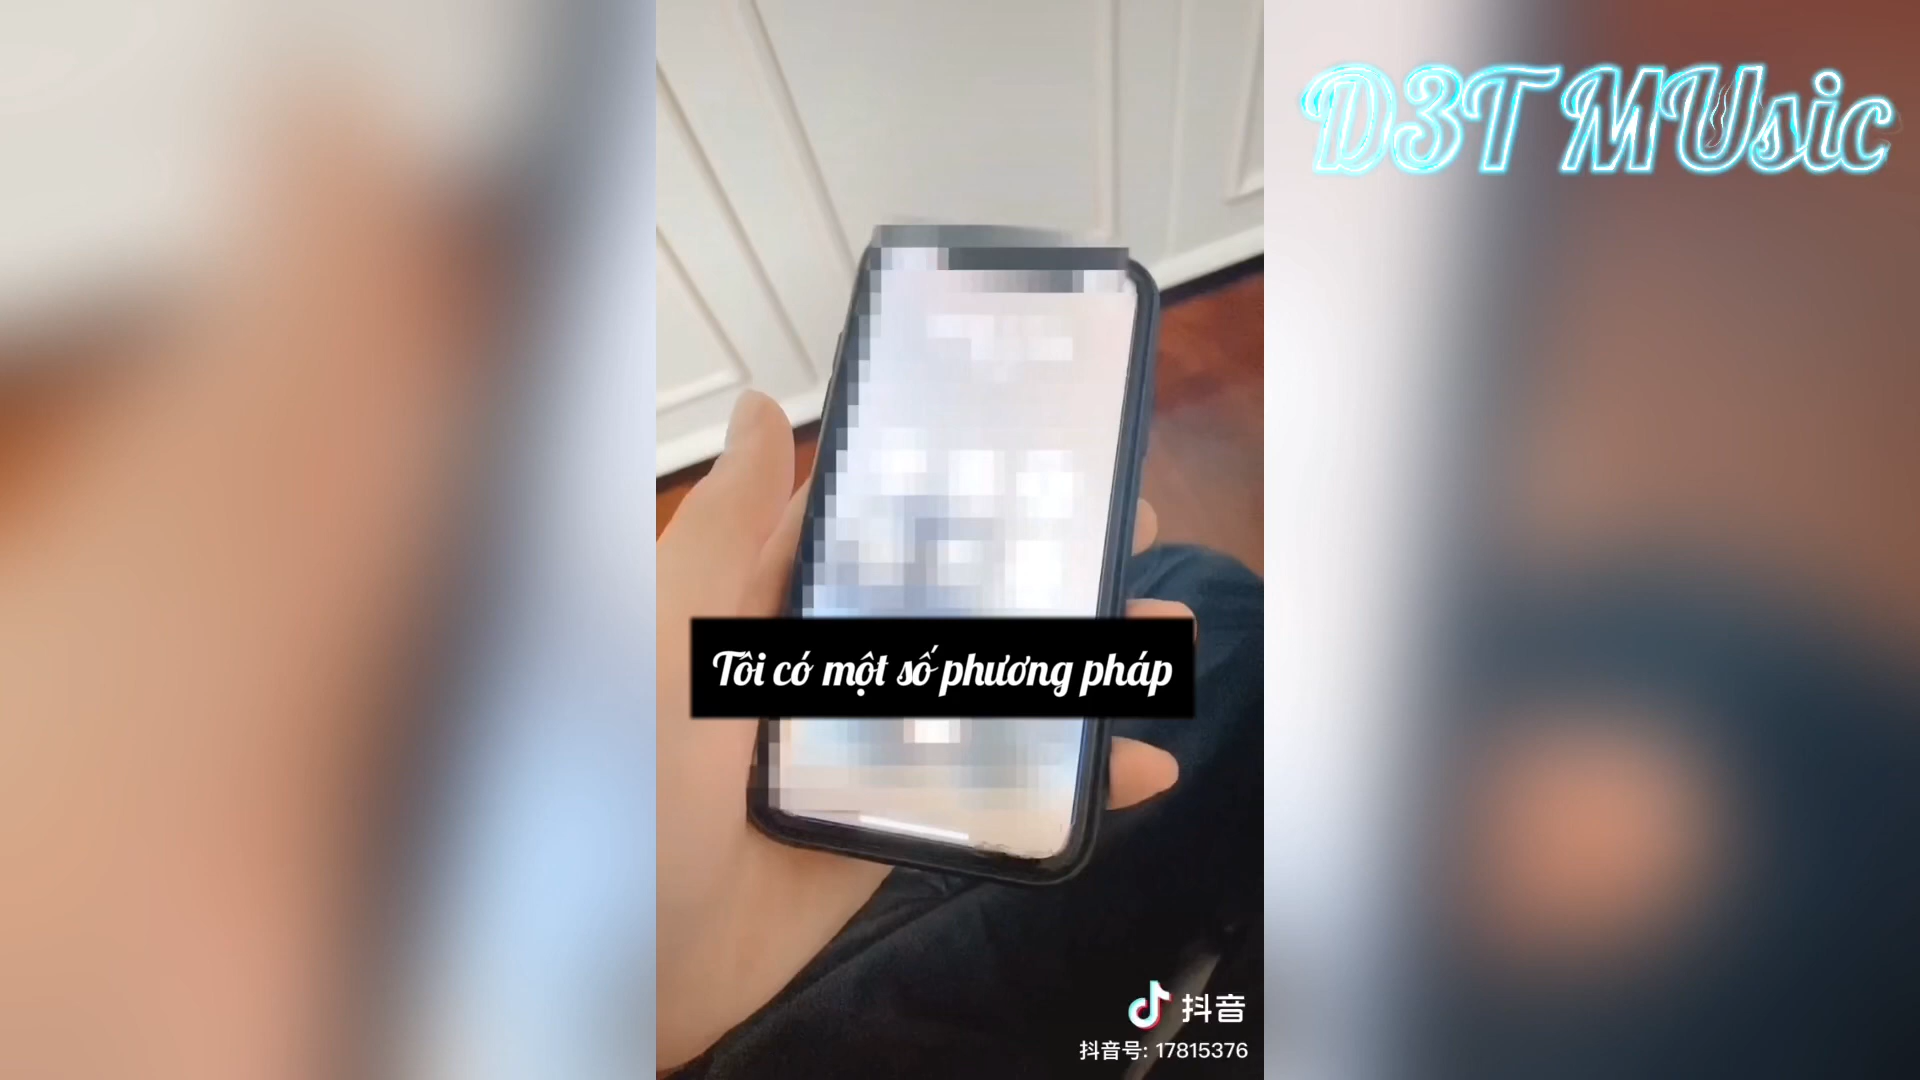 D3T MUsic
Tôi có một số phương pháp
抖音
抖音号: 17815376